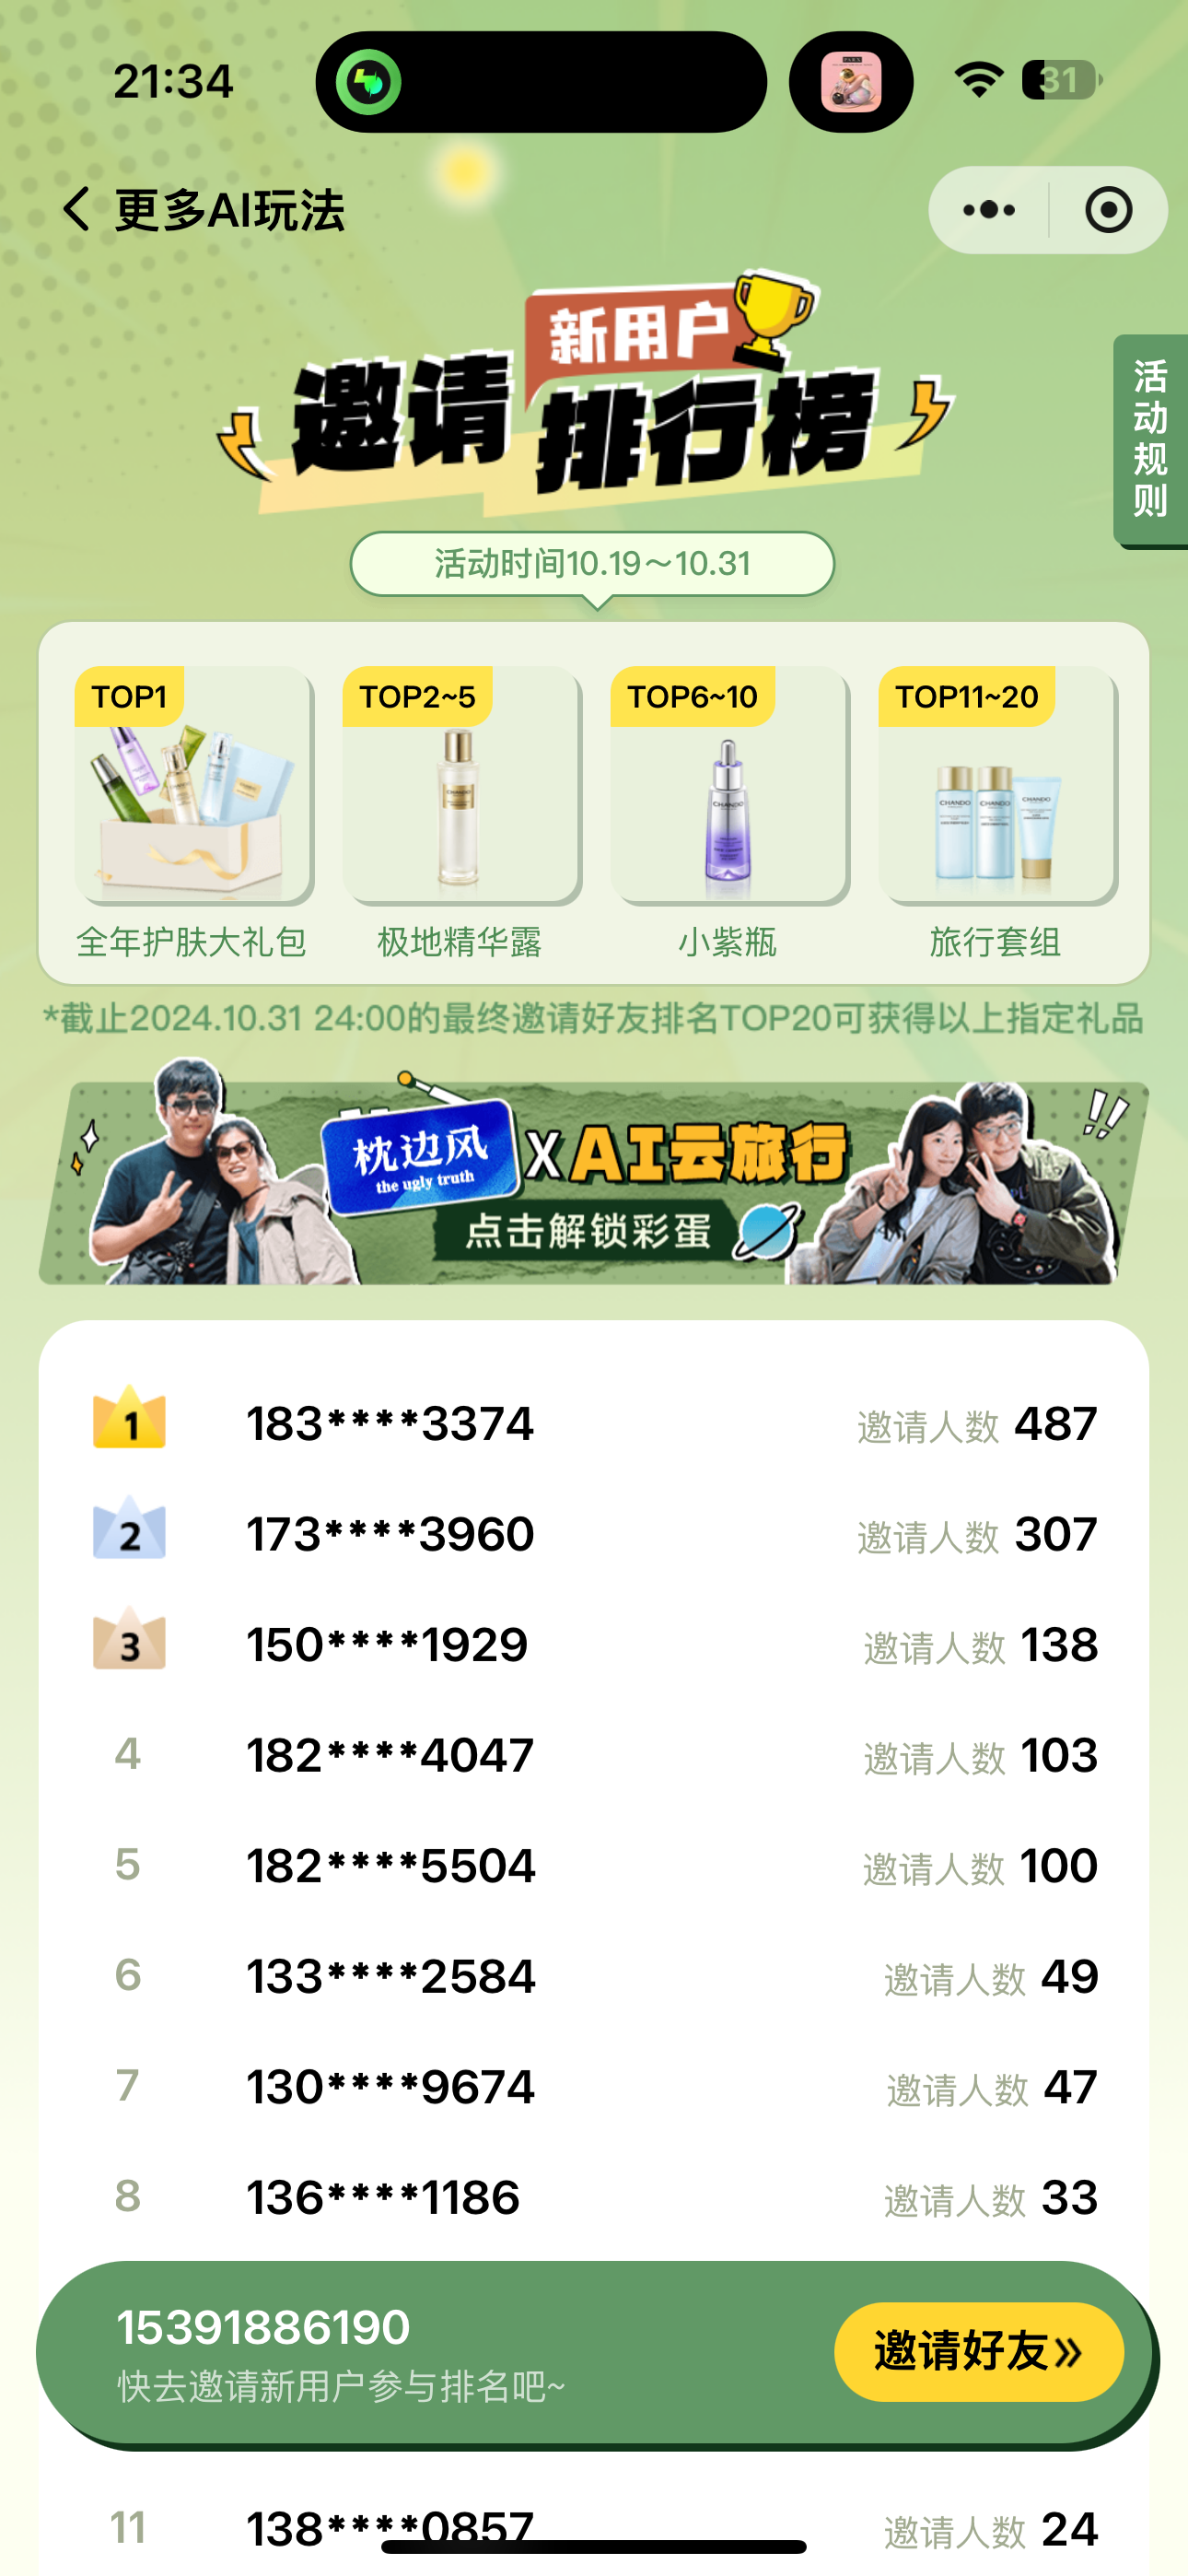 21:34
31
更多AI玩法
新用户
邀请
排行榜
活动规则
活动时间10.19～10.31
TOP1
TOP2~5
TOP6~10
TOP11~20
CHANDO
CHANDO
CHANDO
CHANDO
CHANDO
全年护肤大礼包
极地精华露
小紫瓶
旅行套组
*截止2024.10.31 24:00的最终邀请好友排名TOP20可获得以上指定礼品
枕边风
the ugly truth
X AI云旅行
点击解锁彩蛋
1 183****3374 邀请人数 487
2 173****3960 邀请人数 307
3 150****1929 邀请人数 138
4 182****4047 邀请人数 103
5 182****5504 邀请人数 100
6 133****2584 邀请人数 49
7 130****9674 邀请人数 47
8 136****1186 邀请人数 33
15391886190
快去邀请新用户参与排名吧~
邀请好友»
11 138****0857 邀请人数 24